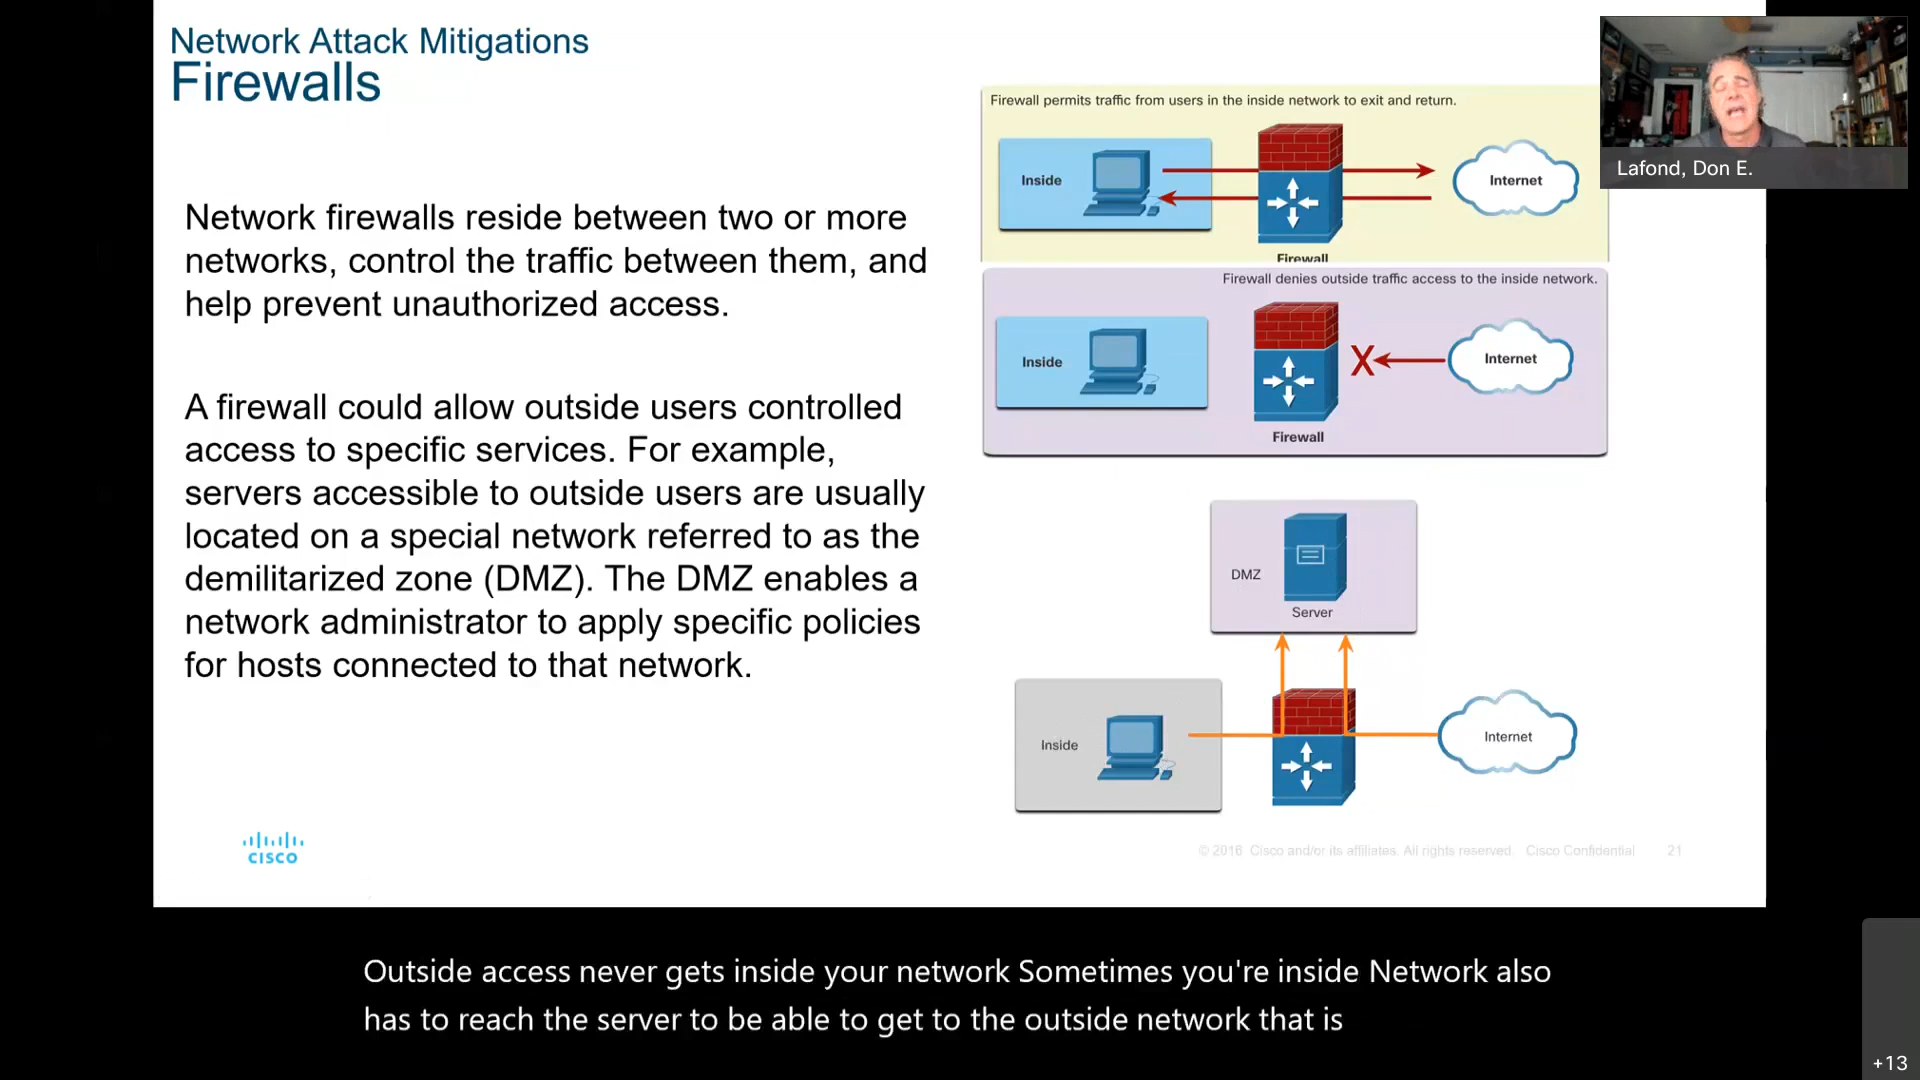 Network Attack Mitigations
Firewalls
Network firewalls reside between two or more
networks, control the traffic between them, and
help prevent unauthorized access.
A firewall could allow outside users controlled
access to specific services. For example,
servers accessible to outside users are usually
located on a special network referred to as the
demilitarized zone (DMZ). The DMZ enables a
network administrator to apply specific policies
for hosts connected to that network.
Firewall permits traffic from users in the inside network to exit and return.
Inside
Internet
Firewall
Firewall denies outside traffic access to the inside network.
Inside
Internet
Firewall
DMZ
Server
Inside
Internet
CISCO
© 2016 Cisco and/or its affiliates. All rights reserved. Cisco Confidential 21
Lafond, Don E.
Outside access never gets inside your network Sometimes you're inside Network also
has to reach the server to be able to get to the outside network that is
+13